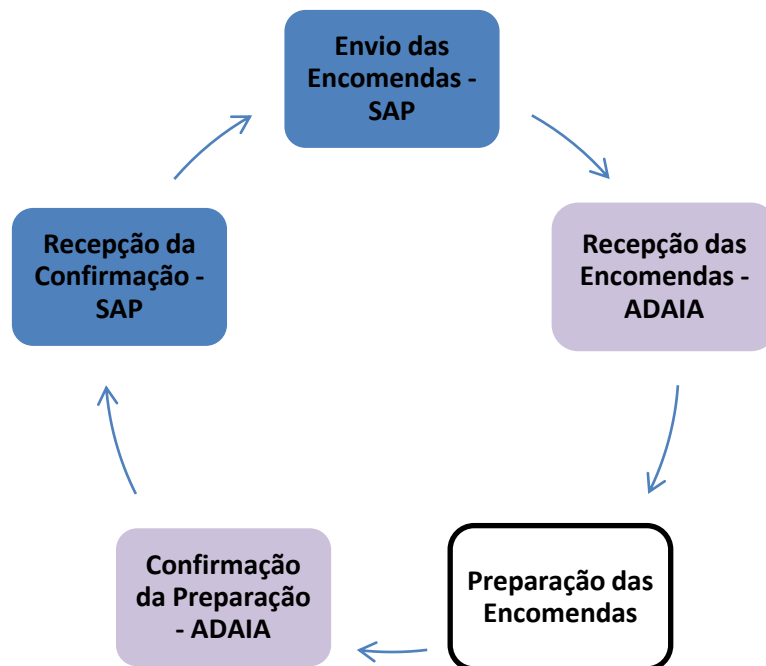 Envio das
Encomendas -
SAP
Recepção das
Encomendas -
ADAIA
Preparação das
Encomendas
Confirmação
da Preparação
- ADAIA
Recepção da
Confirmação -
SAP